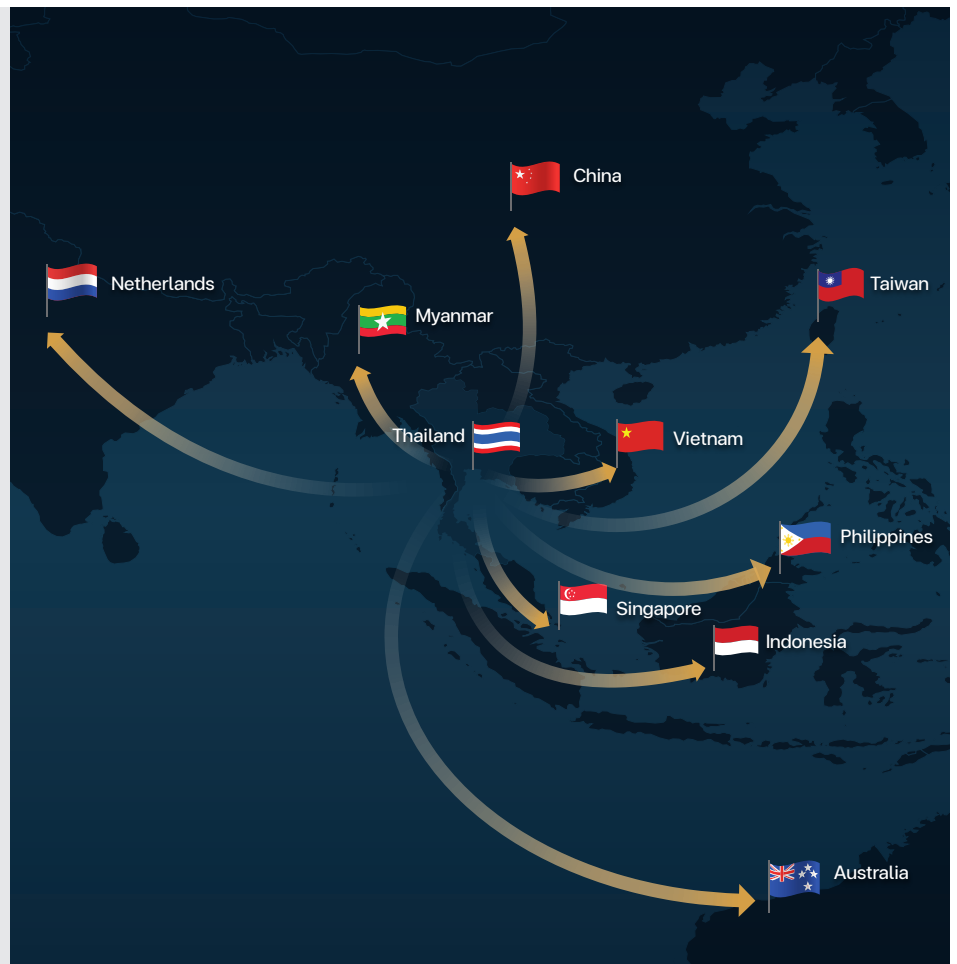 China
Netherlands
Taiwan
Myanmar
Thailand
Vietnam
Philippines
Singapore
Indonesia
Australia